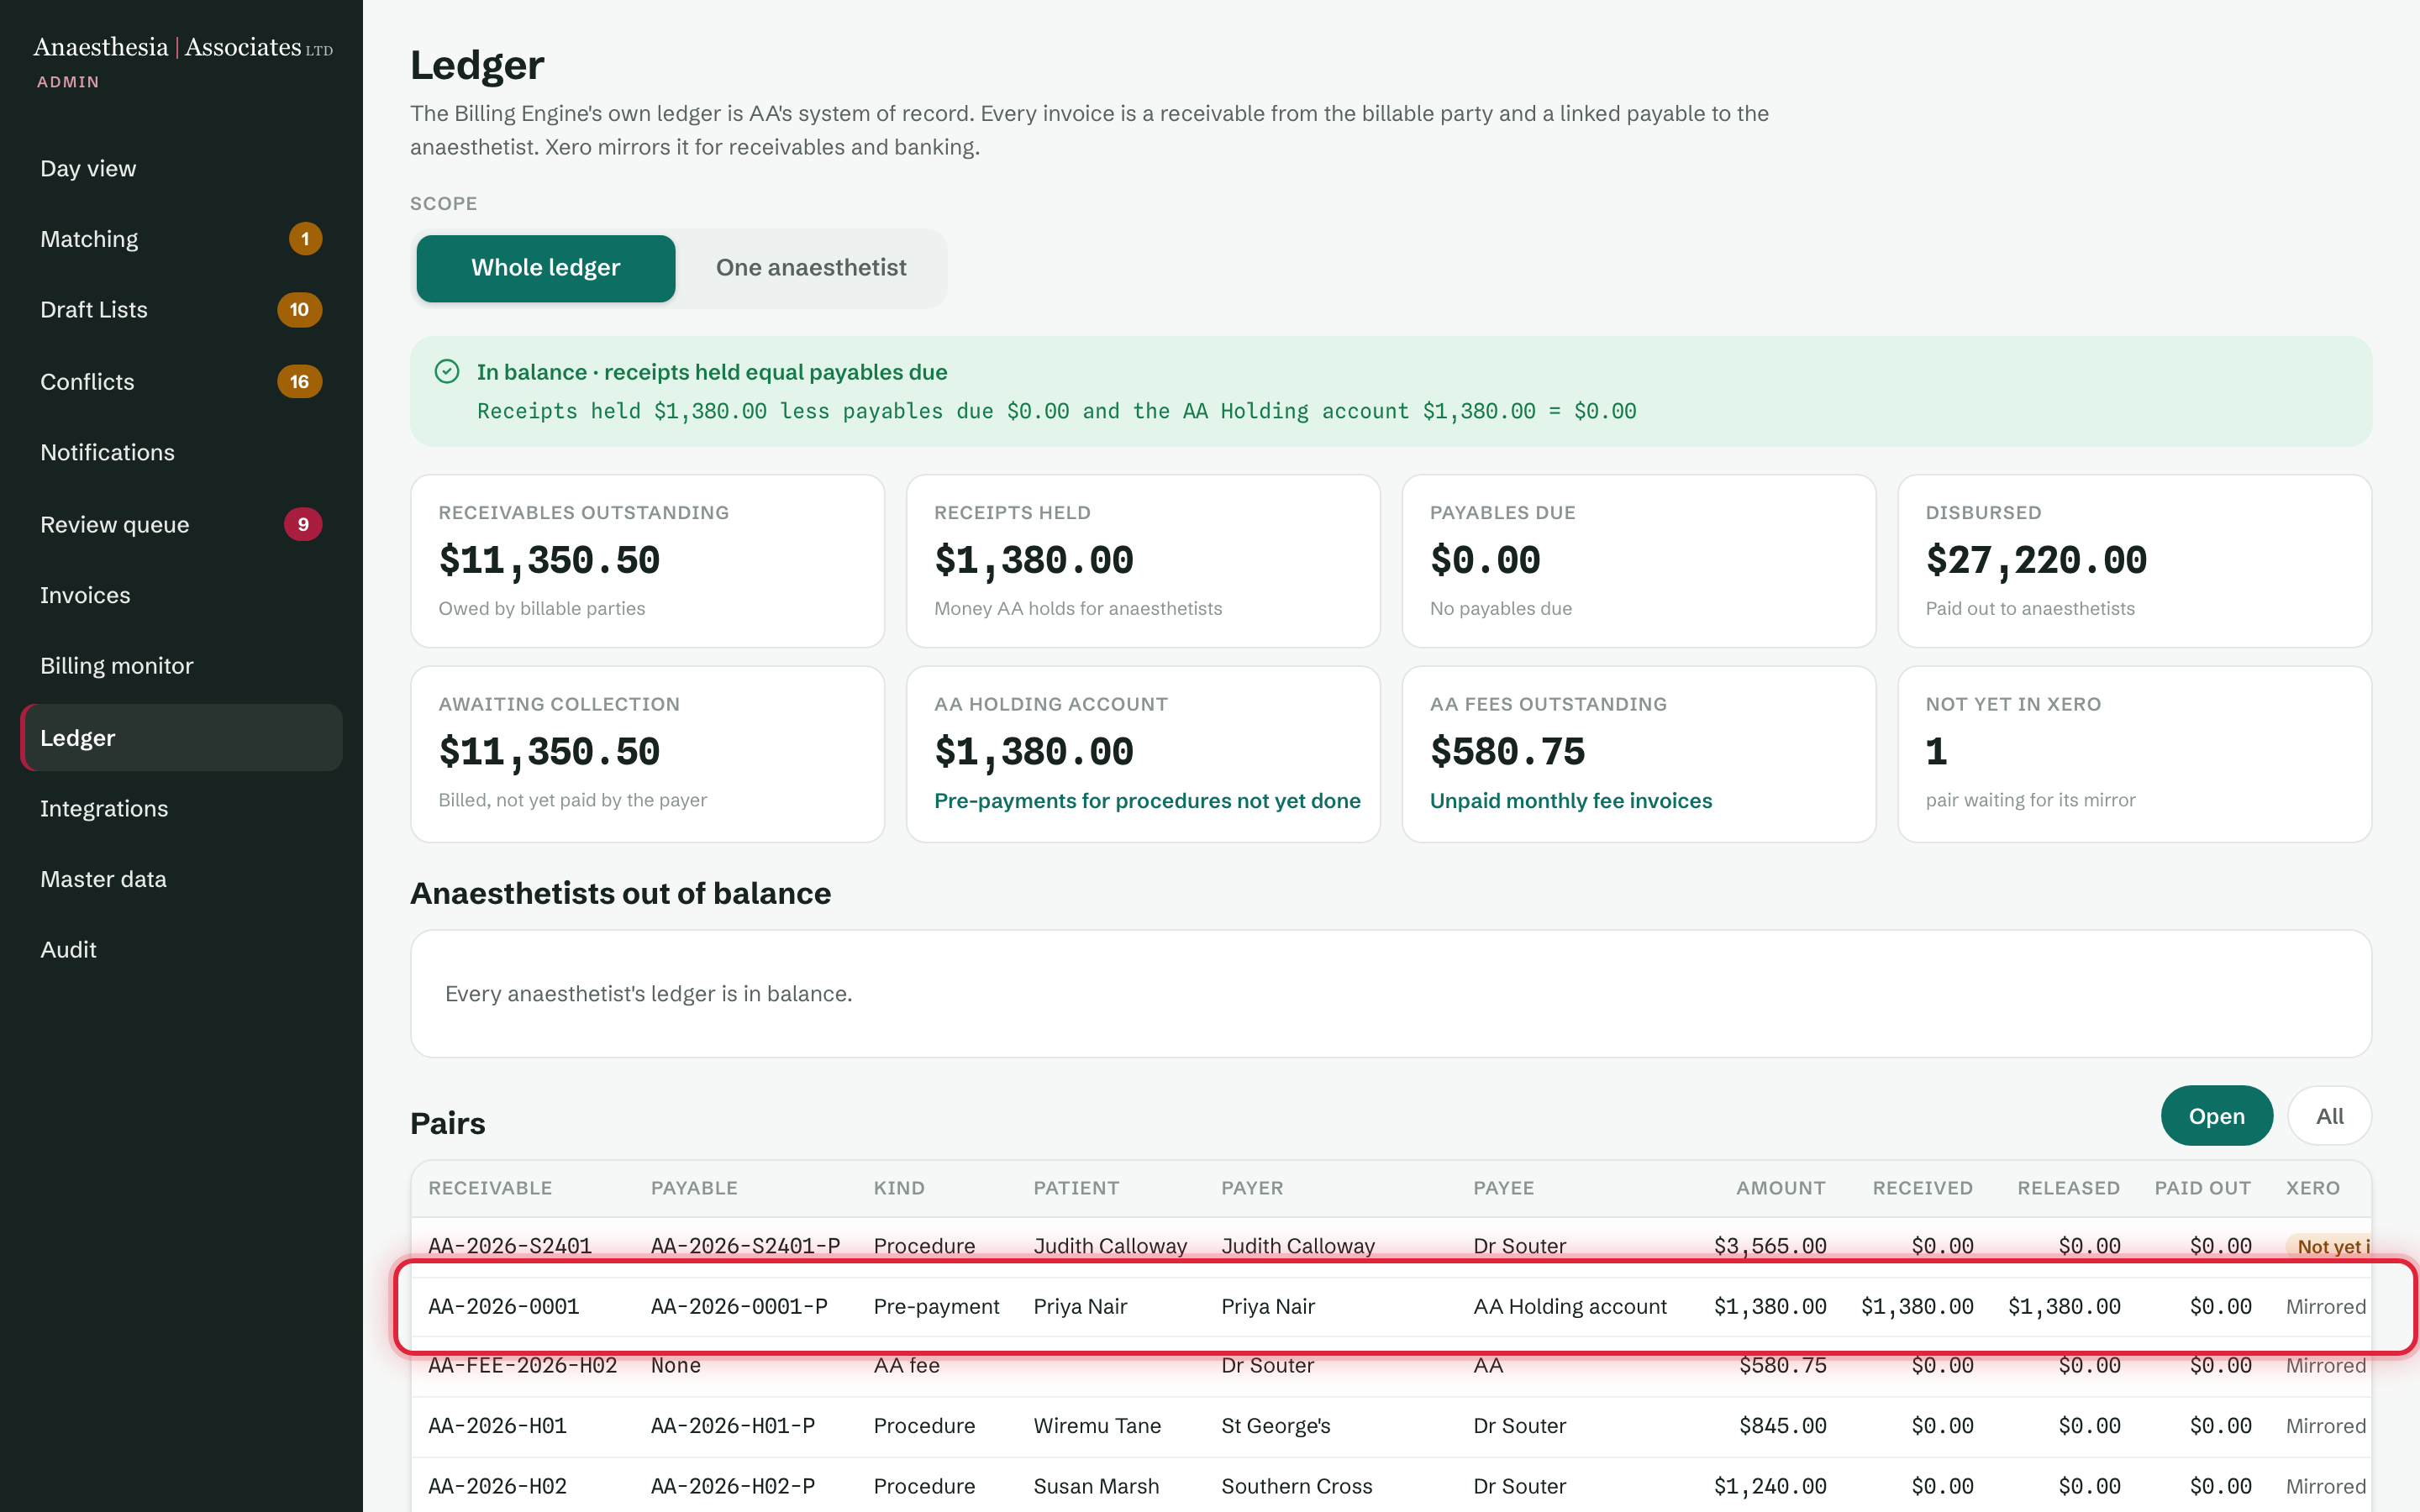 Anaesthesia | Associates LTD
ADMIN
Day view
Matching 1
Draft Lists 10
Conflicts 16
Notifications
Review queue 9
Invoices
Billing monitor
Ledger
Integrations
Master data
Audit
Ledger
The Billing Engine's own ledger is AA's system of record. Every invoice is a receivable from the billable party and a linked payable to the
anaesthetist. Xero mirrors it for receivables and banking.
SCOPE
Whole ledger One anaesthetist
In balance · receipts held equal payables due
Receipts held $1,380.00 less payables due $0.00 and the AA Holding account $1,380.00 = $0.00
RECEIVABLES OUTSTANDING
$11,350.50
Owed by billable parties
RECEIPTS HELD
$1,380.00
Money AA holds for anaesthetists
PAYABLES DUE
$0.00
No payables due
DISBURSED
$27,220.00
Paid out to anaesthetists
AWAITING COLLECTION
$11,350.50
Billed, not yet paid by the payer
AA HOLDING ACCOUNT
$1,380.00
Pre-payments for procedures not yet done
AA FEES OUTSTANDING
$580.75
Unpaid monthly fee invoices
NOT YET IN XERO
1
pair waiting for its mirror
Anaesthetists out of balance
Every anaesthetist's ledger is in balance.
Pairs Open All
RECEIVABLE PAYABLE KIND PATIENT PAYER PAYEE AMOUNT RECEIVED RELEASED PAID OUT XERO
AA-2026-S2401 AA-2026-S2401-P Procedure Judith Calloway Judith Calloway Dr Souter $3,565.00 $0.00 $0.00 $0.00 Not yet i
AA-2026-0001 AA-2026-0001-P Pre-payment Priya Nair Priya Nair AA Holding account $1,380.00 $1,380.00 $1,380.00 $0.00 Mirrored
AA-FEE-2026-H02 None AA fee Dr Souter AA $580.75 $0.00 $0.00 $0.00 Mirrored
AA-2026-H01 AA-2026-H01-P Procedure Wiremu Tane St George's Dr Souter $845.00 $0.00 $0.00 $0.00 Mirrored
AA-2026-H02 AA-2026-H02-P Procedure Susan Marsh Southern Cross Dr Souter $1,240.00 $0.00 $0.00 $0.00 Mirrored